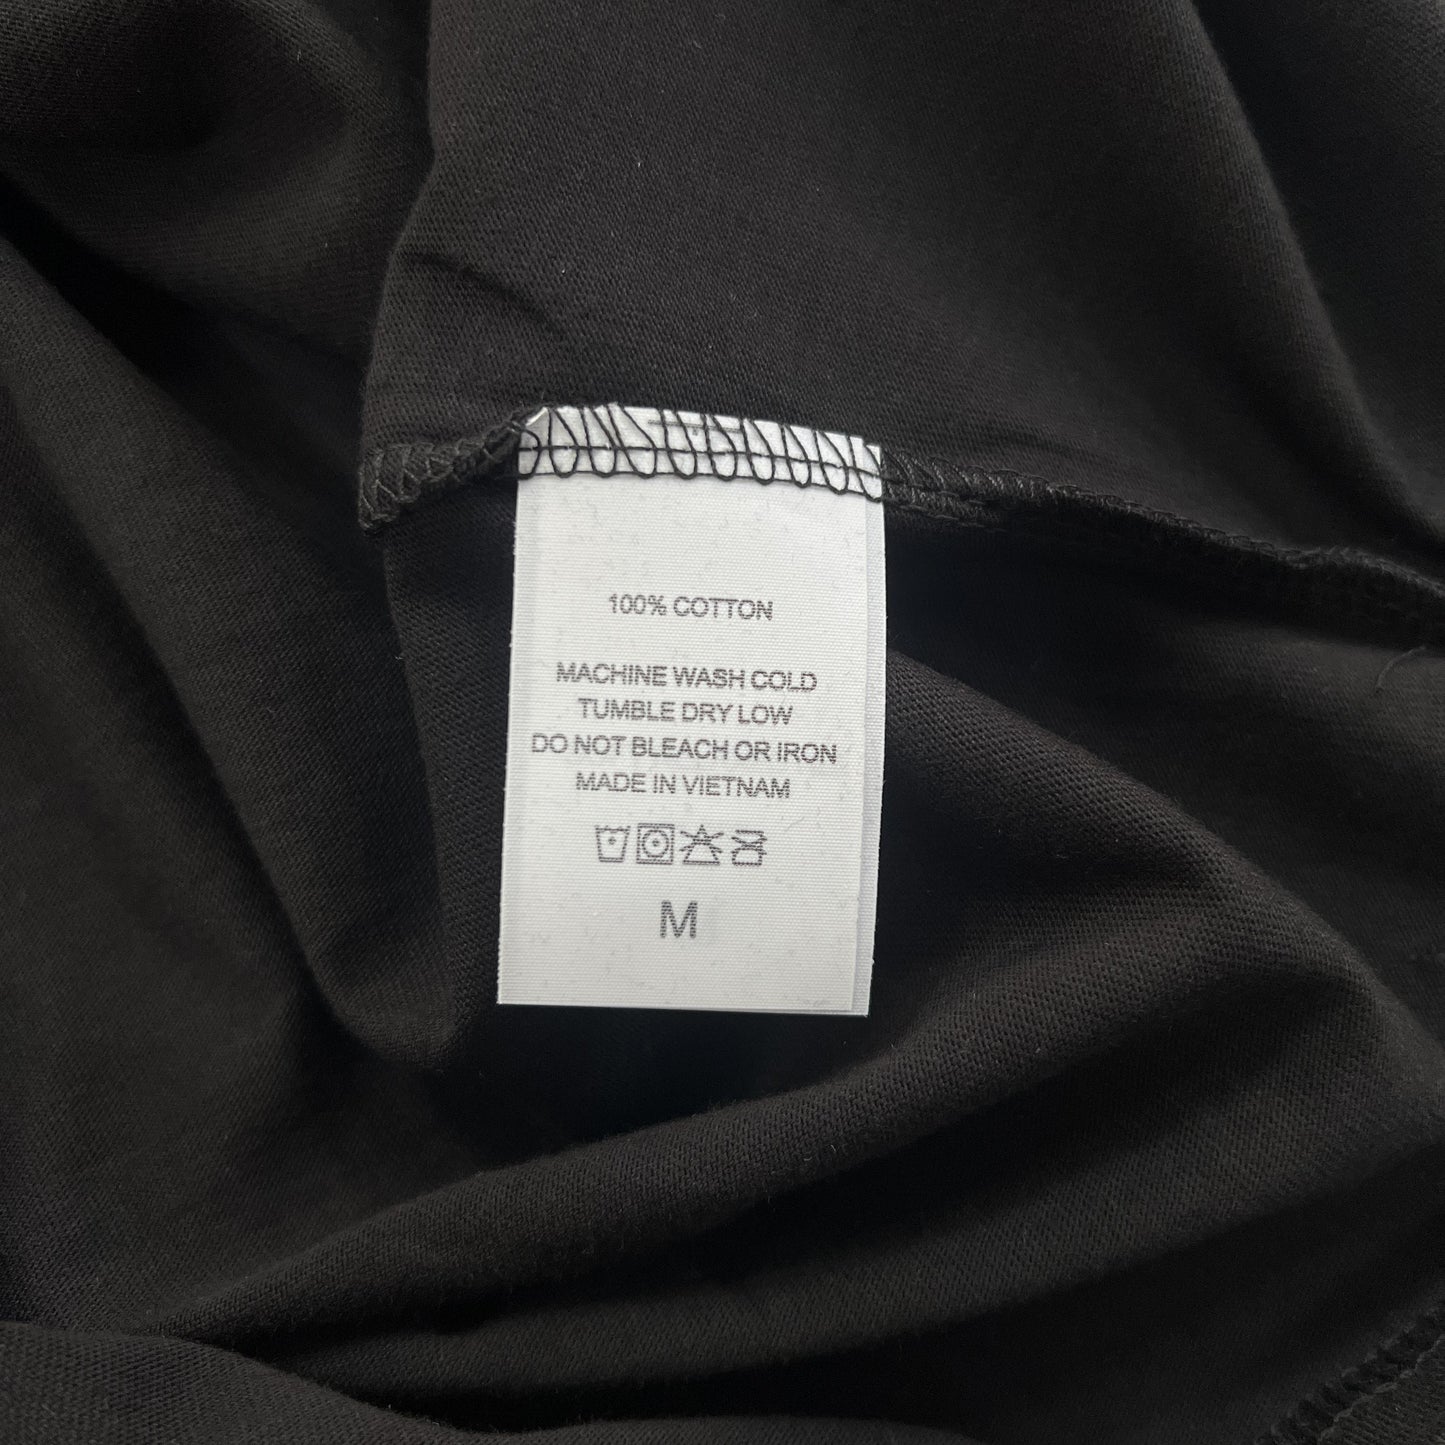 100% COTTON
MACHINE WASH COLD
TUMBLE DRY LOW
DO NOT BLEACH OR IRON
MADE IN VIETNAM
M